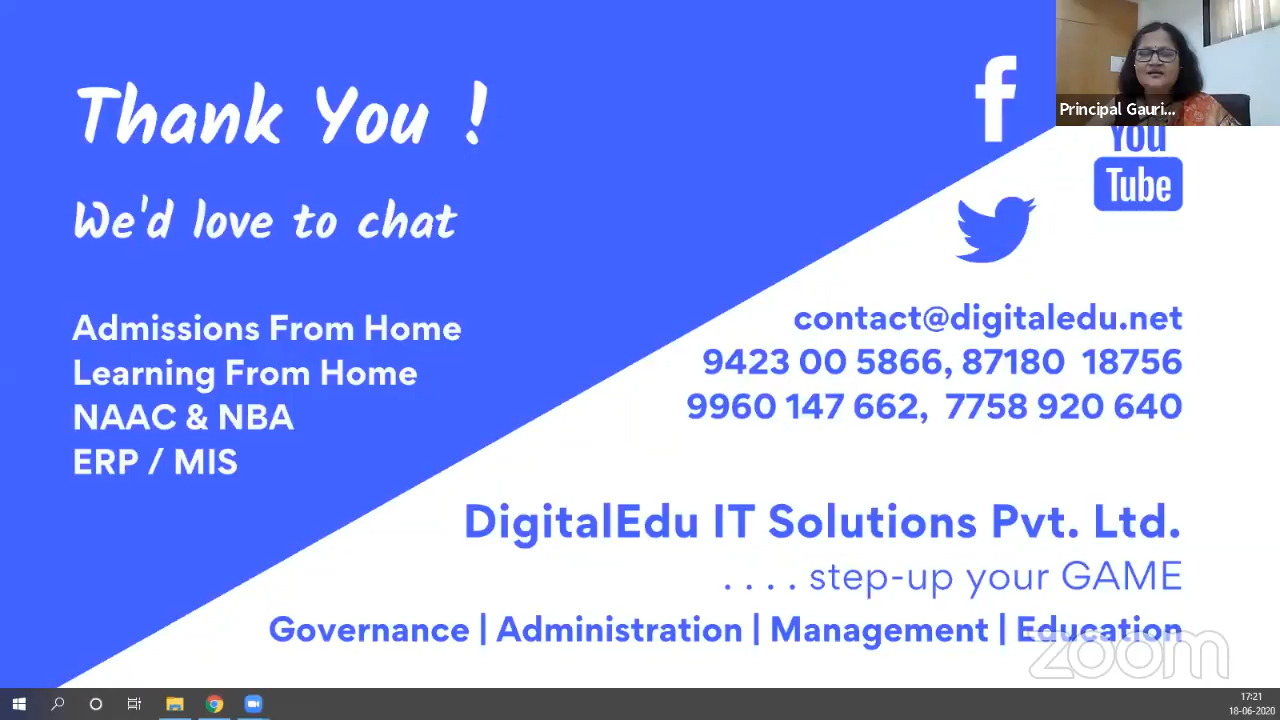 Thank You !
We'd love to chat
Admissions From Home
Learning From Home
NAAC & NBA
ERP / MIS
f
Principal Gauri...
You
Tube
contact@digitaledu.net
9423 00 5866, 87180 18756
9960 147 662, 7758 920 640
DigitalEdu IT Solutions Pvt. Ltd.
. . . . step-up your GAME
Governance | Administration | Management | Education
zoom
17:21
18-06-2020